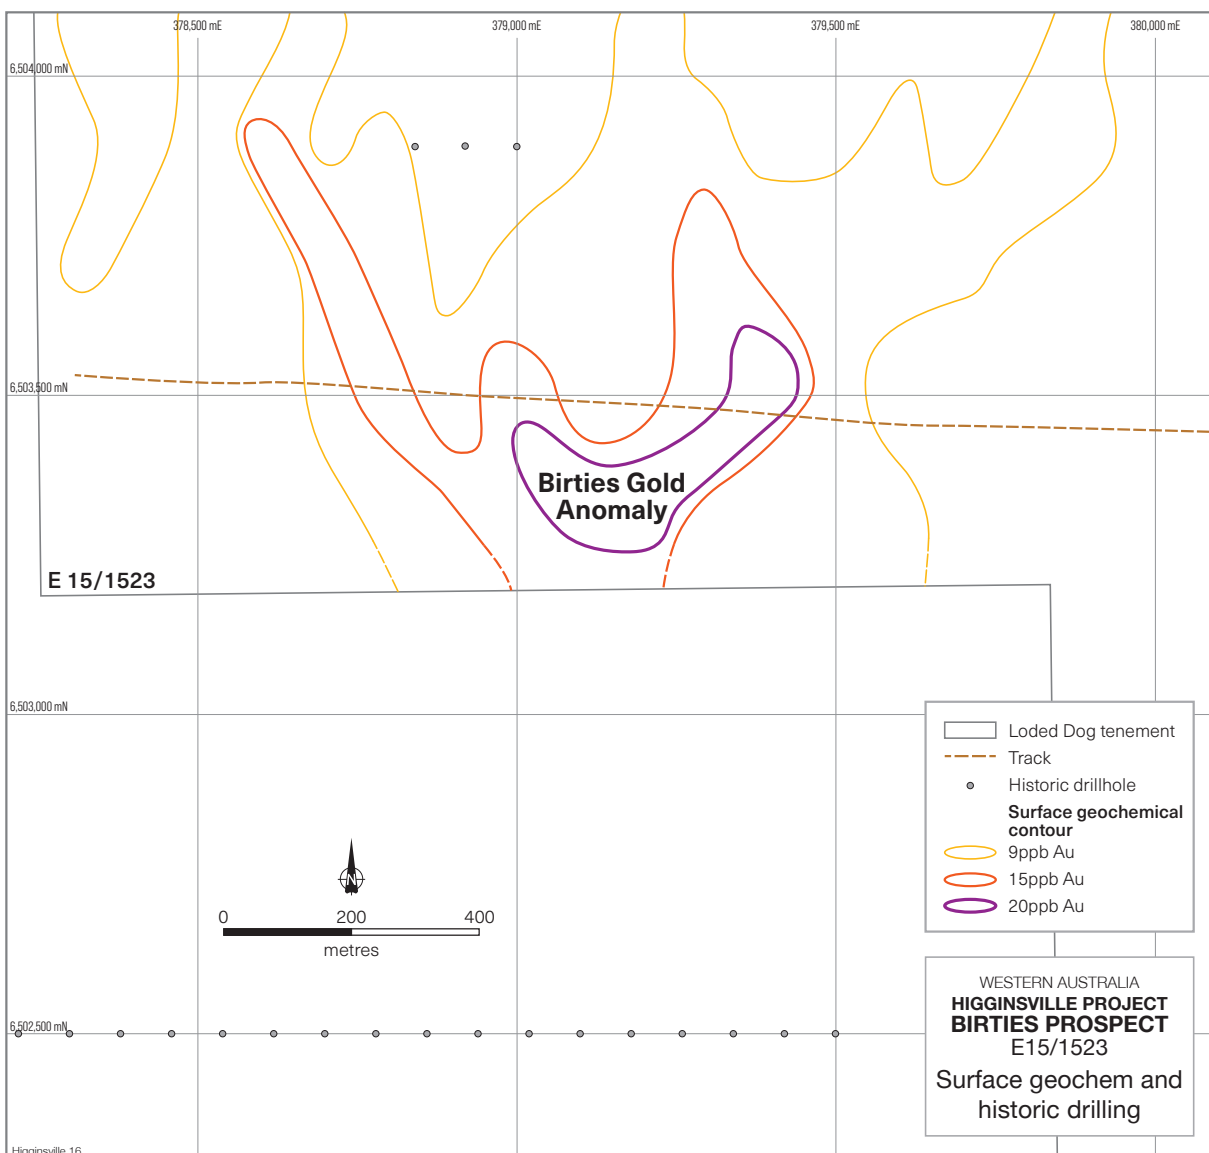 378,500 mE
379,000 mE
379,500 mE
380,000 mE
6,504,000 mN
6,503,500 mN
Birties Gold
Anomaly
E 15/1523
6,503,000 mN
Loded Dog tenement
Track
Historic drillhole
Surface geochemical
contour
9ppb Au
15ppb Au
20ppb Au
N
0 200 400
metres
WESTERN AUSTRALIA
HIGGINSVILLE PROJECT
BIRTIES PROSPECT
E15/1523
Surface geochem and
historic drilling
6,502,500 mN
Higginsville 16